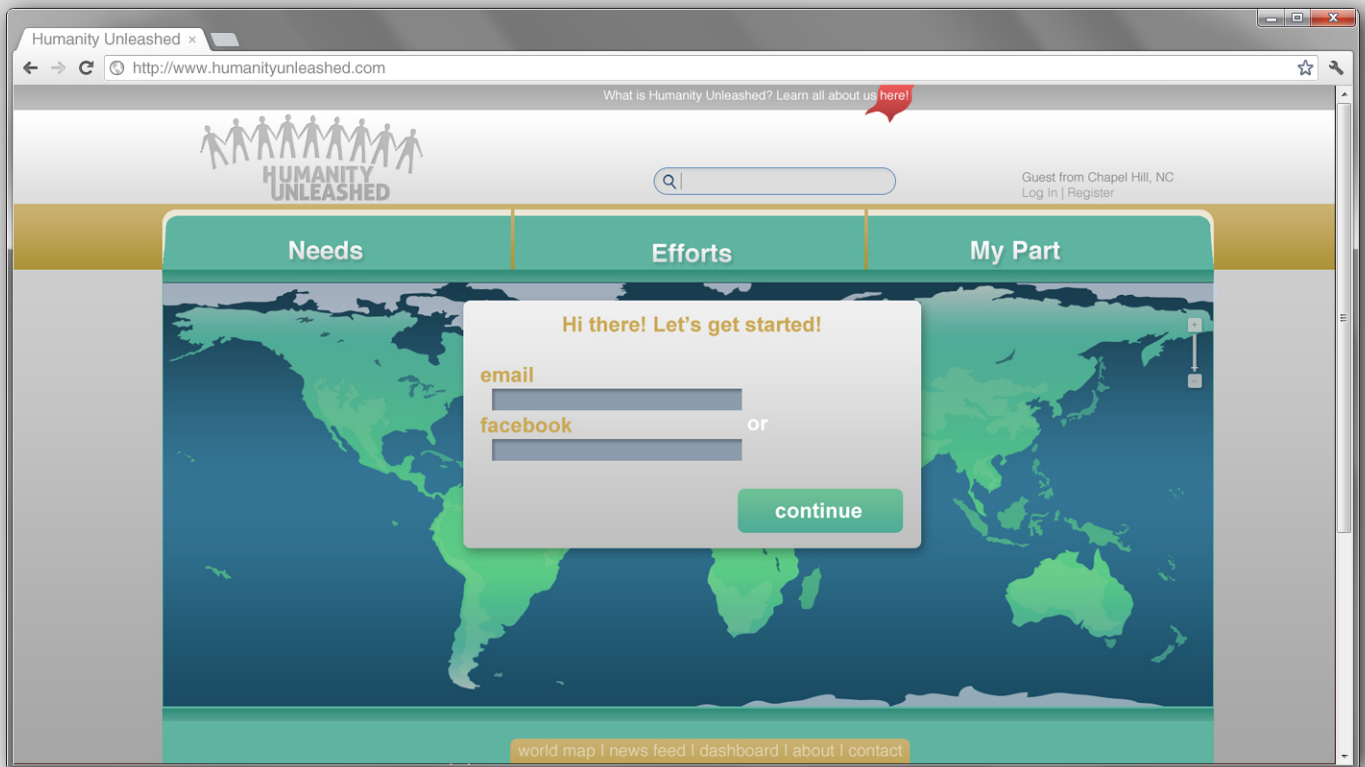 Humanity Unleashed
http://www.humanityunleashed.com
What is Humanity Unleashed? Learn all about us here!
HUMANITY
UNLEASHED
Guest from Chapel Hill, NC
Log In | Register
Needs
Efforts
My Part
Hi there! Let's get started!
email
facebook
or
continue
world map | news feed | dashboard | about | contact